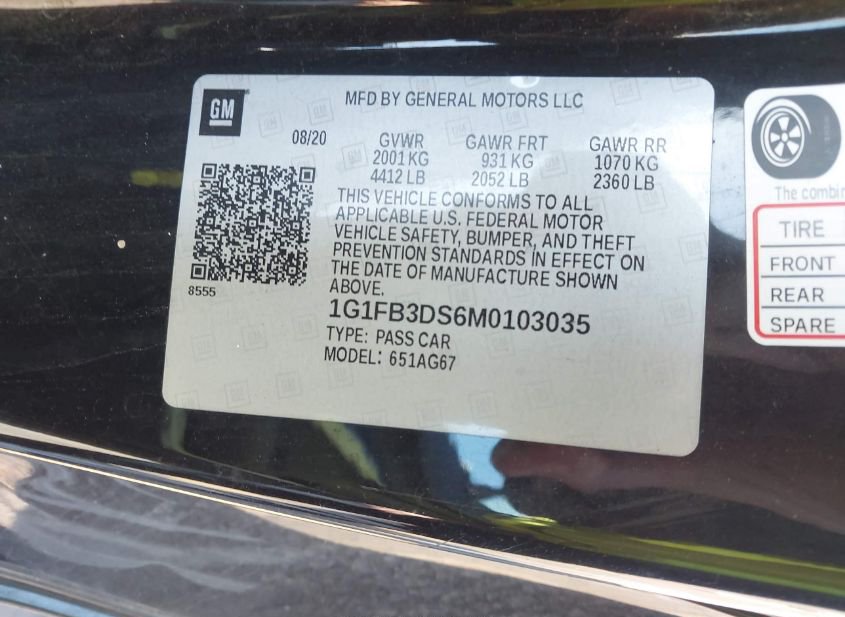 GM
MFD BY GENERAL MOTORS LLC
08/20 GVWR GAWR FRT GAWR RR
2001 KG 931 KG 1070 KG
4412 LB 2052 LB 2360 LB
THIS VEHICLE CONFORMS TO ALL
APPLICABLE U.S. FEDERAL MOTOR
VEHICLE SAFETY, BUMPER, AND THEFT
PREVENTION STANDARDS IN EFFECT ON
THE DATE OF MANUFACTURE SHOWN
ABOVE.
8555
1G1FB3DS6M0103035
TYPE: PASS CAR
MODEL: 651AG67
The combin
TIRE
FRONT
REAR
SPARE